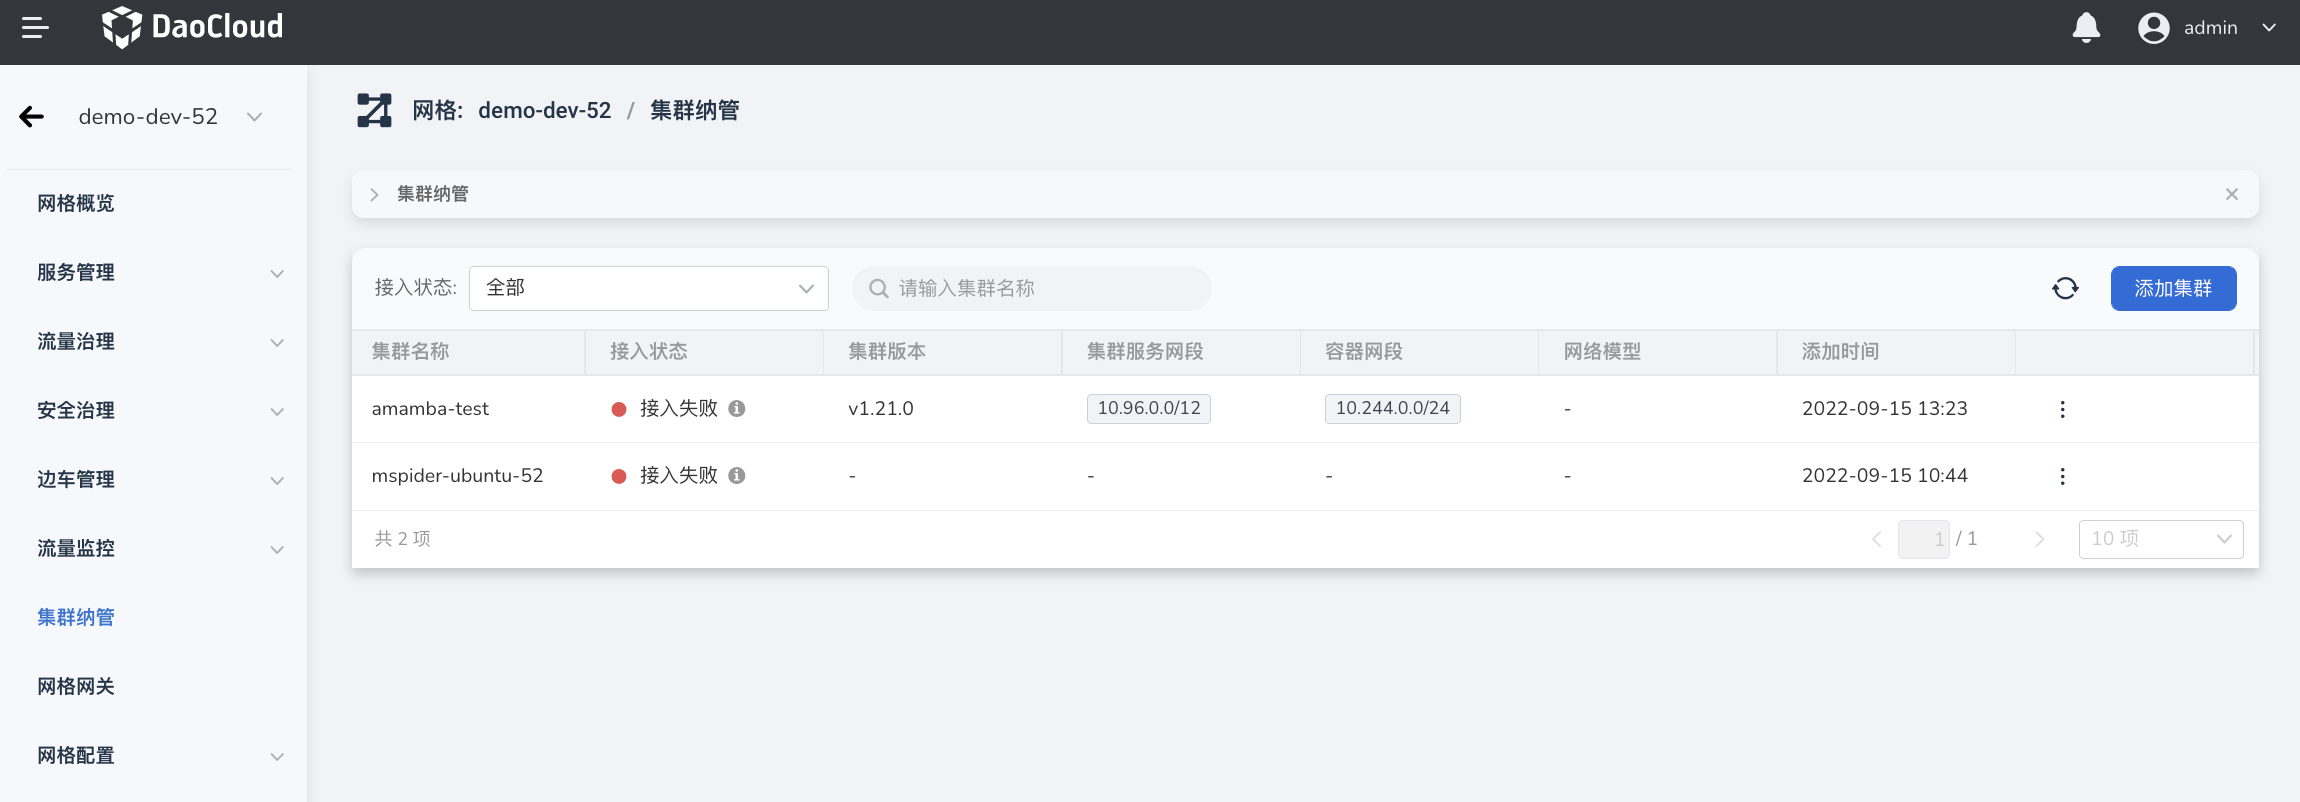 DaoCloud
admin
demo-dev-52
网格: demo-dev-52 / 集群纳管
网格概览
服务管理
流量治理
安全治理
边车管理
流量监控
集群纳管
网格网关
网格配置
集群纳管
接入状态: 全部 请输入集群名称 添加集群
集群名称 接入状态 集群版本 集群服务网段 容器网段 网络模型 添加时间
amamba-test 接入失败 v1.21.0 10.96.0.0/12 10.244.0.0/24 - 2022-09-15 13:23
mspider-ubuntu-52 接入失败 - - - - 2022-09-15 10:44
共 2 项 1 / 1 10 项